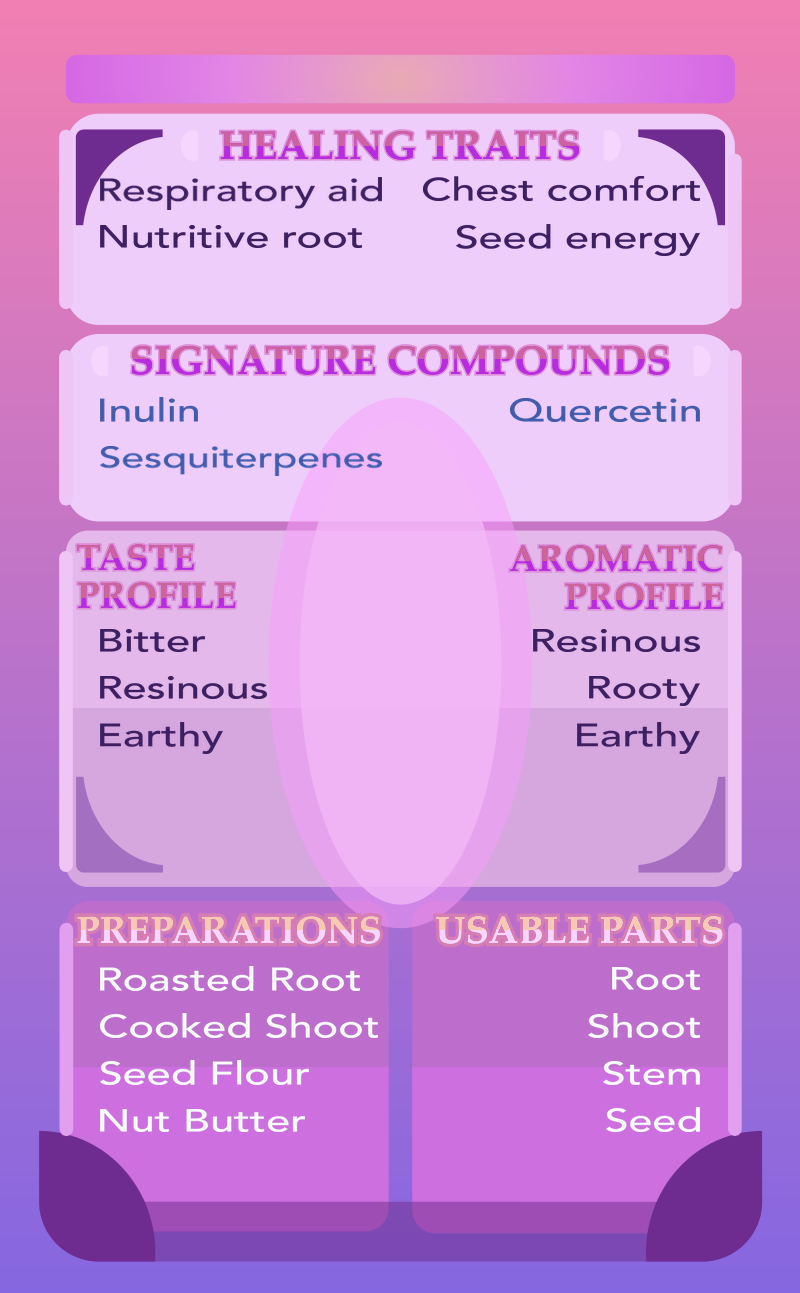 HEALING TRAITS
Respiratory aid Chest comfort
Nutritive root Seed energy
SIGNATURE COMPOUNDS
Inulin Quercetin
Sesquiterpenes
TASTE
PROFILE
Bitter
Resinous
Earthy
AROMATIC
PROFILE
Resinous
Rooty
Earthy
PREPARATIONS
Roasted Root
Cooked Shoot
Seed Flour
Nut Butter
USABLE PARTS
Root
Shoot
Stem
Seed